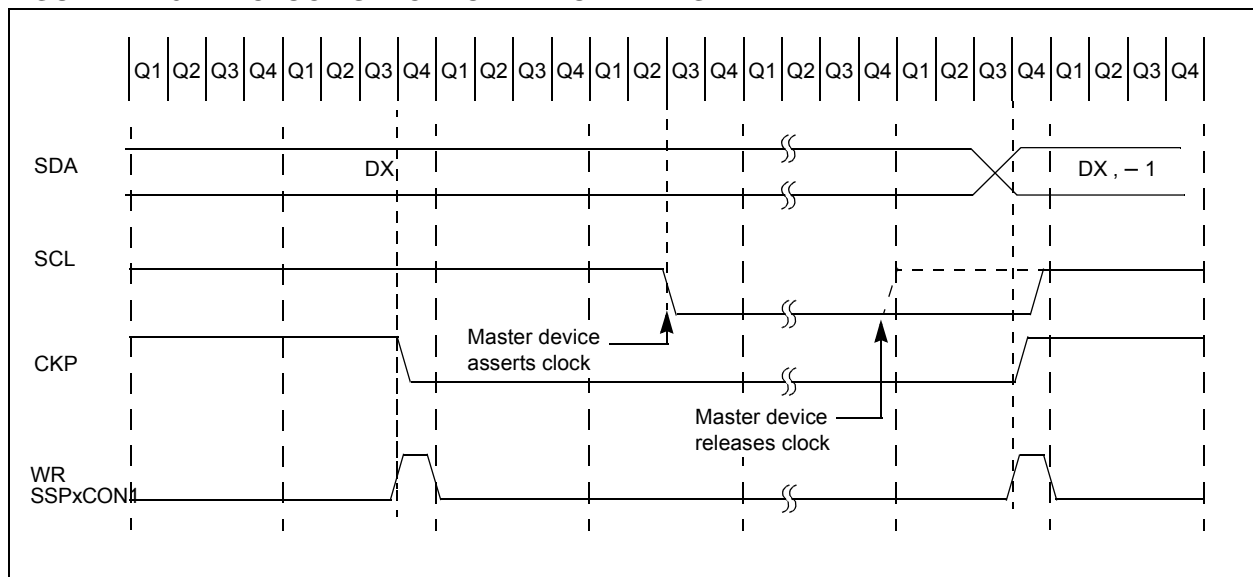 Q1 Q2 Q3 Q4 Q1 Q2 Q3 Q4 Q1 Q2 Q3 Q4 Q1 Q2 Q3 Q4 Q1 Q2 Q3 Q4 Q1 Q2 Q3 Q4 Q1 Q2 Q3 Q4
SDA
DX
DX , – 1
SCL
Master device
asserts clock
CKP
Master device
releases clock
WR
SSPxCON1